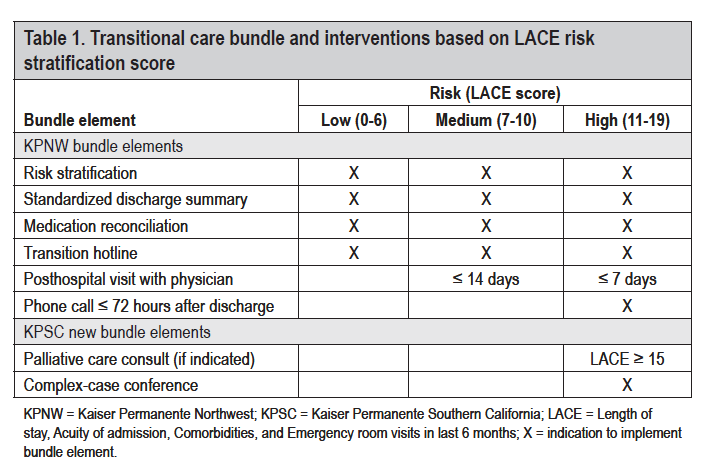 Table 1. Transitional care bundle and interventions based on LACE risk
stratification score
Risk (LACE score)
Bundle element Low (0-6) Medium (7-10) High (11-19)
KPNW bundle elements
Risk stratification X X X
Standardized discharge summary X X X
Medication reconciliation X X X
Transition hotline X X X
Posthospital visit with physician ≤ 14 days ≤ 7 days
Phone call ≤ 72 hours after discharge X
KPSC new bundle elements
Palliative care consult (if indicated) LACE ≥ 15
Complex-case conference X
KPNW = Kaiser Permanente Northwest; KPSC = Kaiser Permanente Southern California; LACE = Length of
stay, Acuity of admission, Comorbidities, and Emergency room visits in last 6 months; X = indication to implement
bundle element.